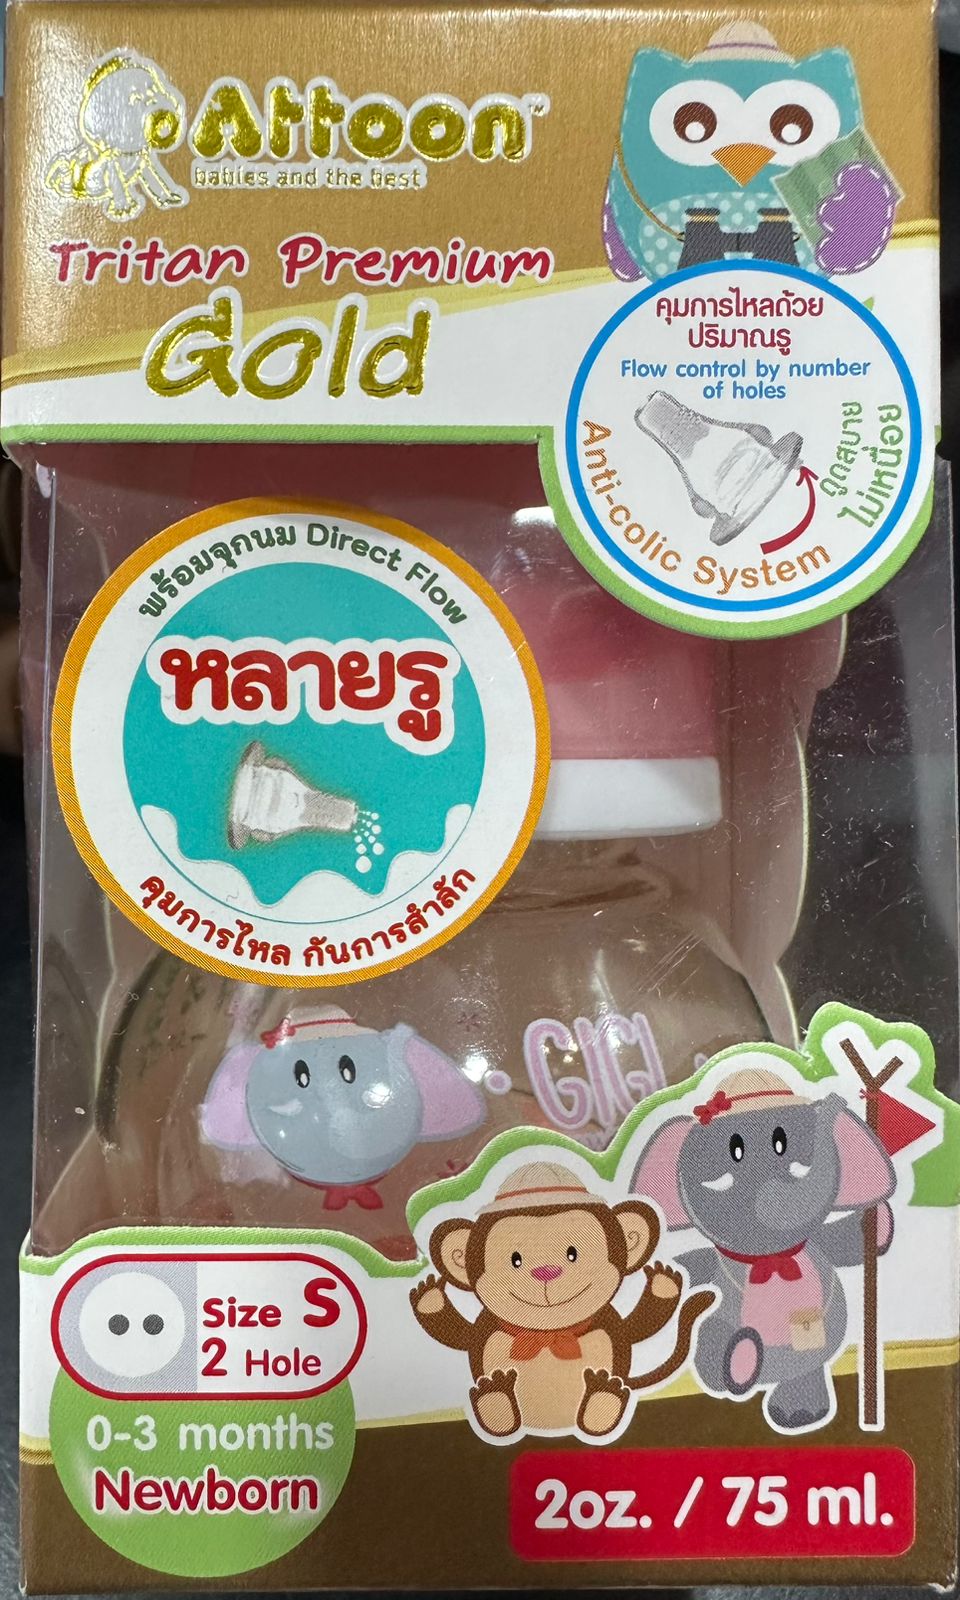 Attoon™
babies and the best
Tritan Premium
Gold
คุมการไหลด้วย
ปริมาณรู
Flow control by number
of holes
Anti-colic System
ดูดสบาย
ไม่เหนื่อย
พร้อมจุกนม Direct Flow
หลายรู
คุมการไหล กันการสำลัก
GIGI
Size S
2 Hole
0-3 months
Newborn
2oz. / 75 ml.